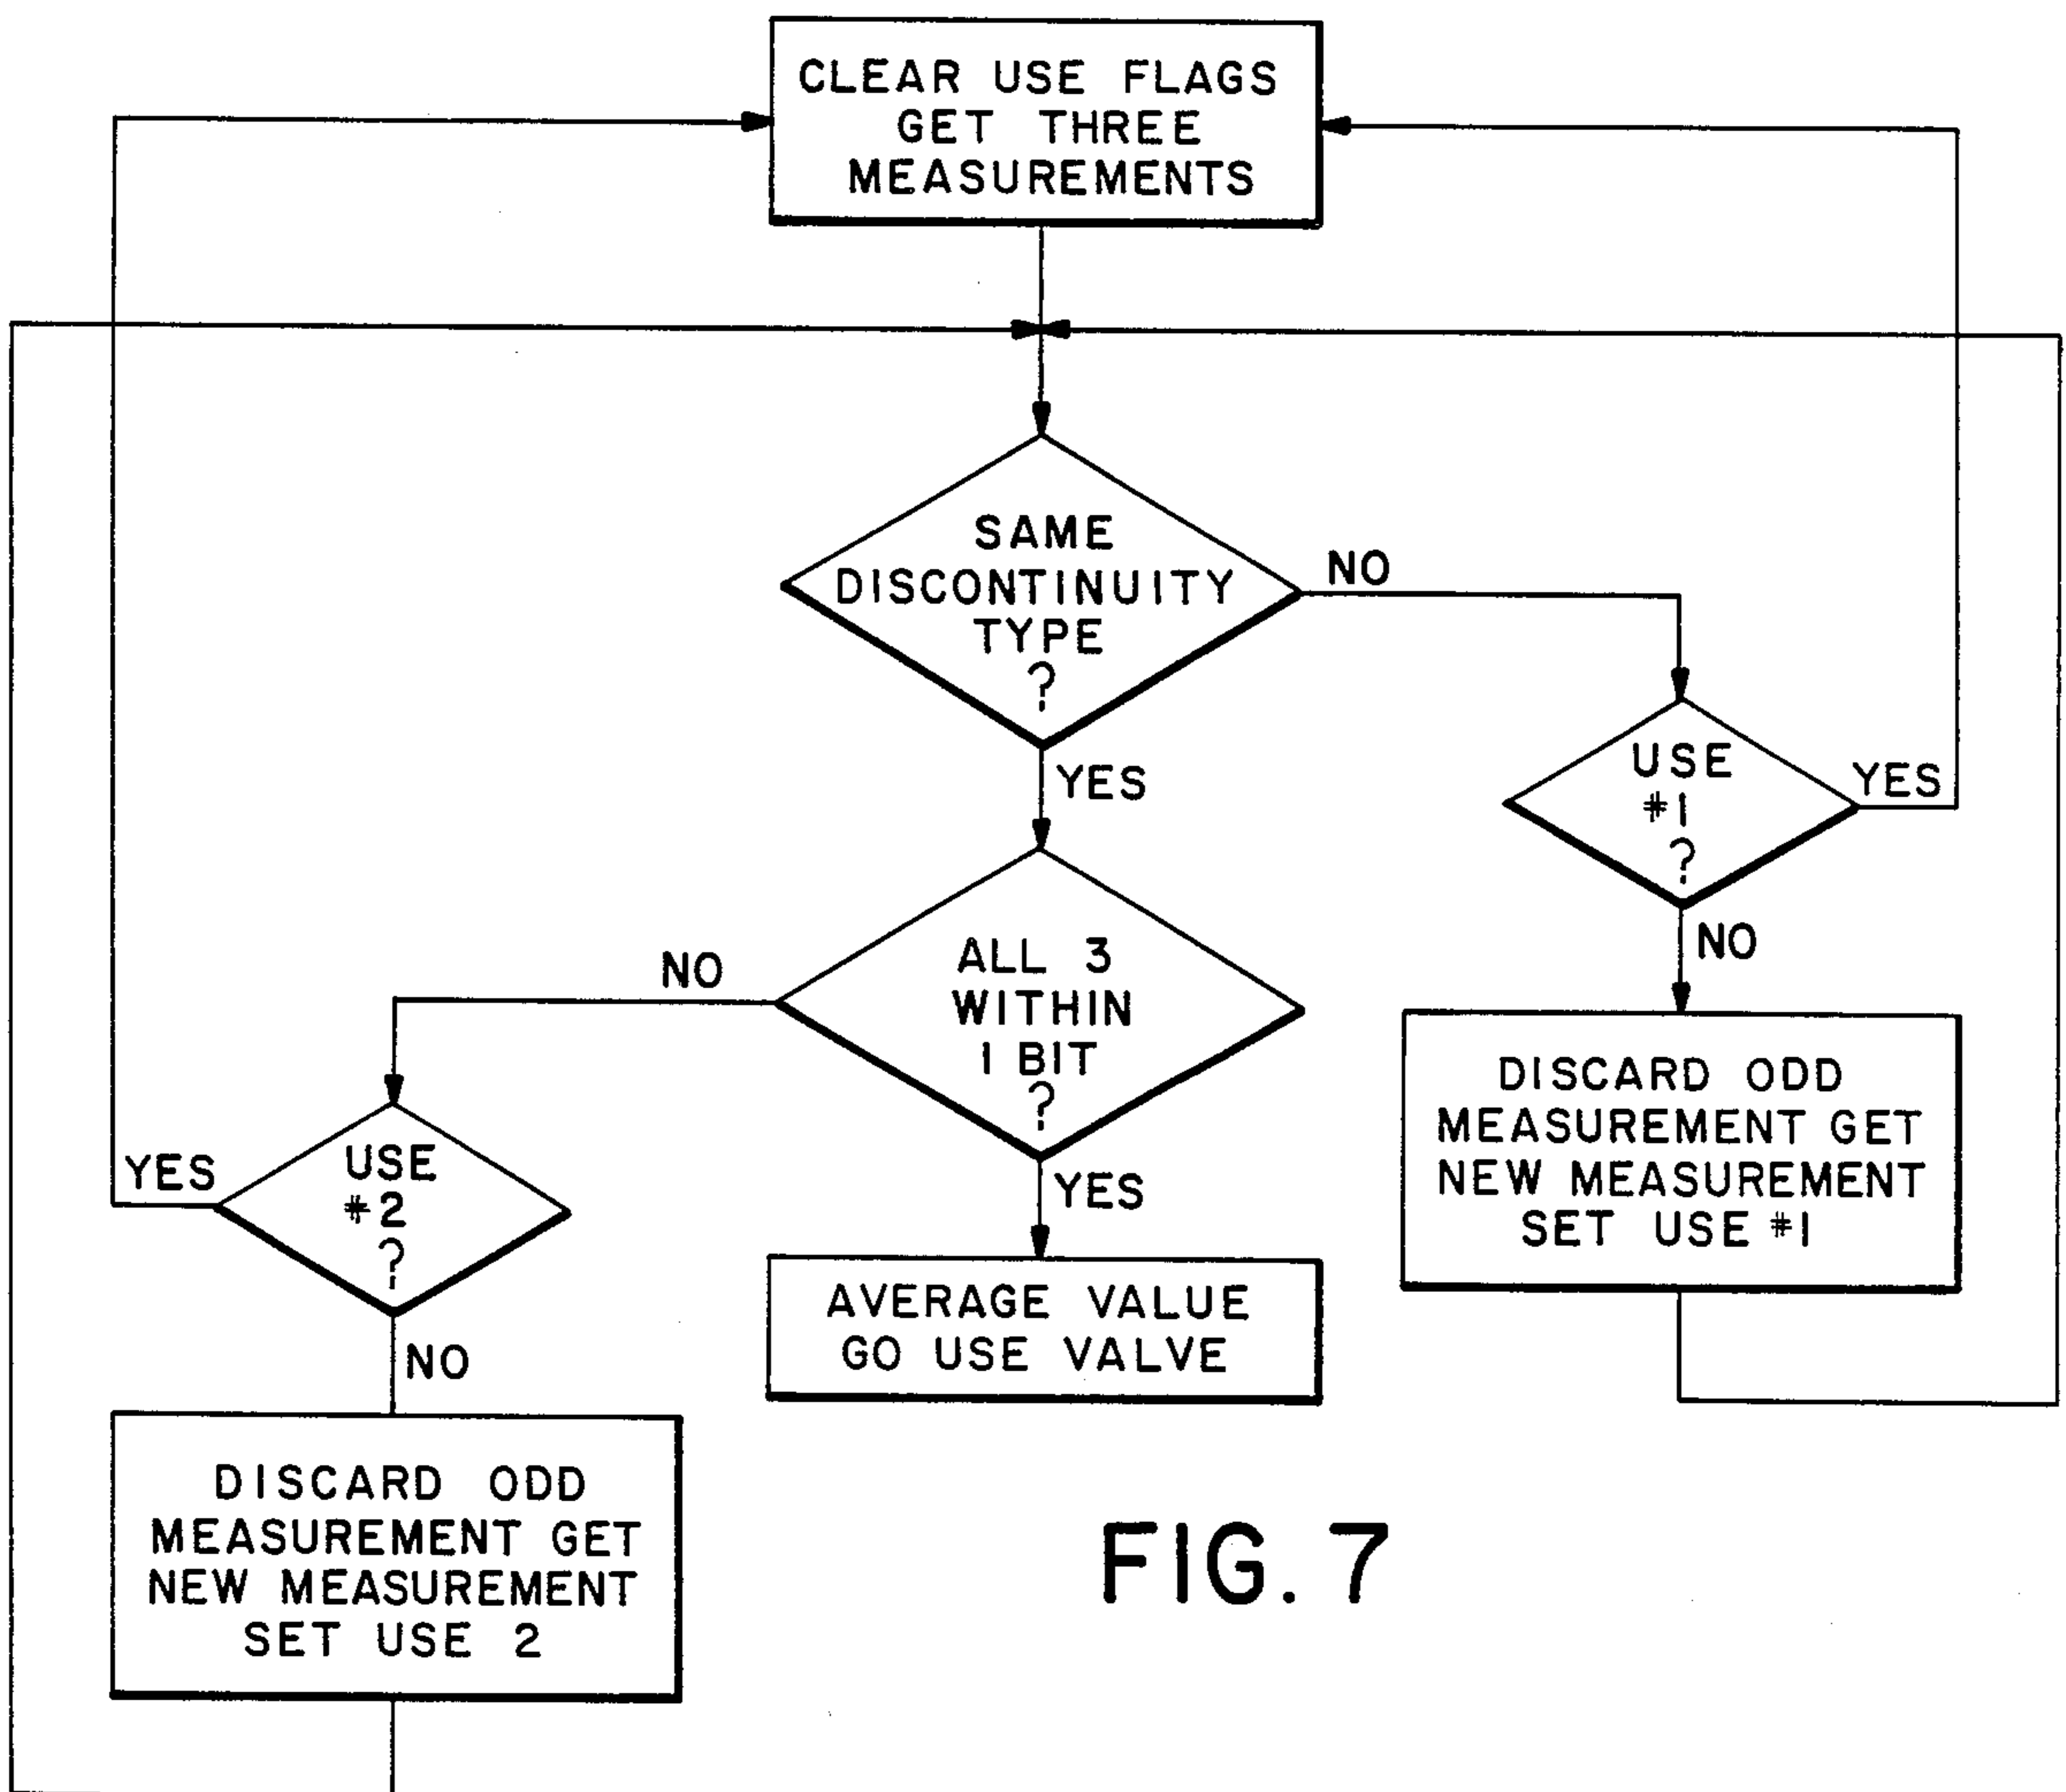 CLEAR USE FLAGS
GET THREE
MEASUREMENTS
SAME
DISCONTINUITY
TYPE
?
NO
YES
USE
#1
?
YES
NO
ALL 3
WITHIN
1 BIT
?
NO
YES
DISCARD ODD
MEASUREMENT GET
NEW MEASUREMENT
SET USE #1
USE
#2
?
YES
NO
AVERAGE VALUE
GO USE VALVE
DISCARD ODD
MEASUREMENT GET
NEW MEASUREMENT
SET USE 2
FIG. 7